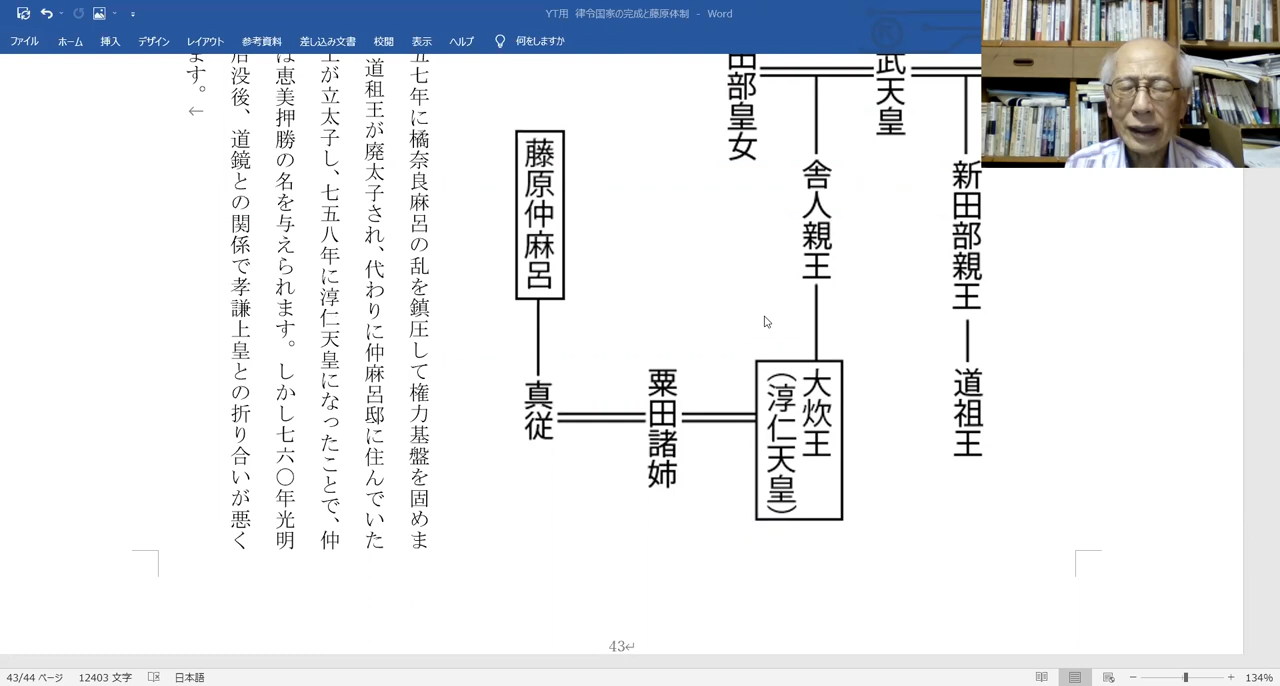 YT用 律令国家の完成と藤原体制 - Word
ファイル ホーム 挿入 デザイン レイアウト 参考資料 差し込み文書 校閲 表示 ヘルプ 何をしますか
武天皇
田部皇女
新田部親王
道祖王
舎人親王
大炊王
(淳仁天皇)
粟田諸姉
藤原仲麻呂
真従
五七年に橘奈良麻呂の乱を鎮圧して権力基盤を固めま
道祖王が廃太子され、代わりに仲麻呂邸に住んでいた
王が立太子し、七五八年に淳仁天皇になったことで、仲
は恵美押勝の名を与えられます。しかし七六〇年光明
后没後、道鏡との関係で孝謙上皇との折り合いが悪く
ます。
43
43/44 ページ 12403 文字 日本語 134%